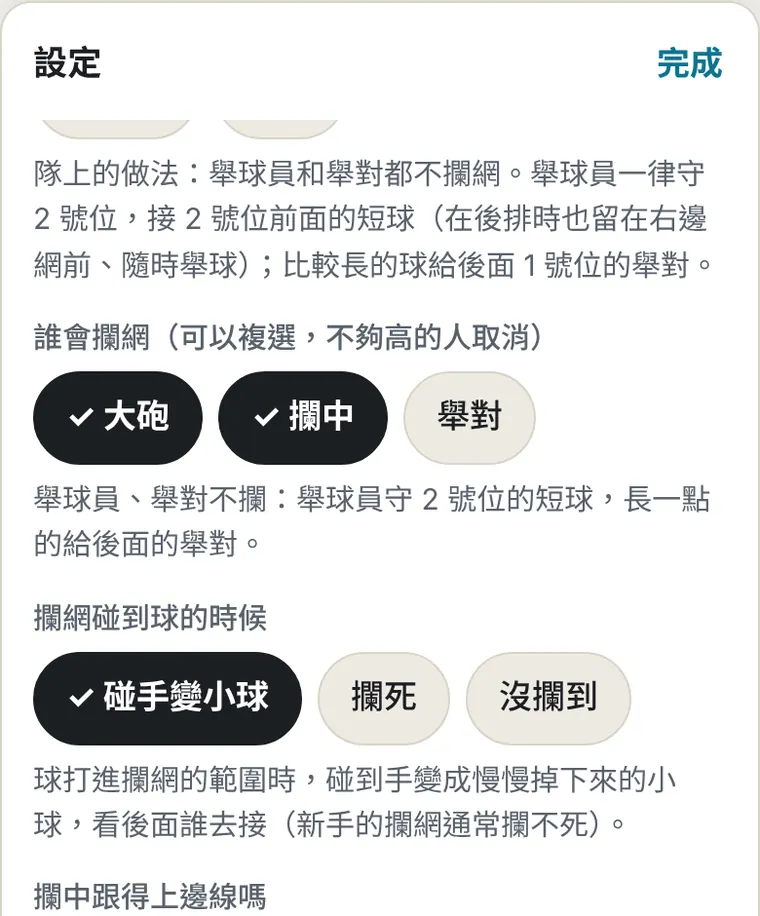 設定
完成
隊上的做法：舉球員和舉對都不攔網。舉球員一律守
2 號位，接 2 號位前面的短球（在後排時也留在右邊
網前、隨時舉球）；比較長的球給後面 1 號位的舉對。
誰會攔網（可以複選，不夠高的人取消）
✓ 大砲
✓ 攔中
舉對
舉球員、舉對不攔：舉球員守 2 號位的短球，長一點
的給後面的舉對。
攔網碰到球的時候
✓ 碰手變小球
攔死
沒攔到
球打進攔網的範圍時，碰到手變成慢慢掉下來的小
球，看後面誰去接（新手的攔網通常攔不死）。
攔中跟得上邊線嗎